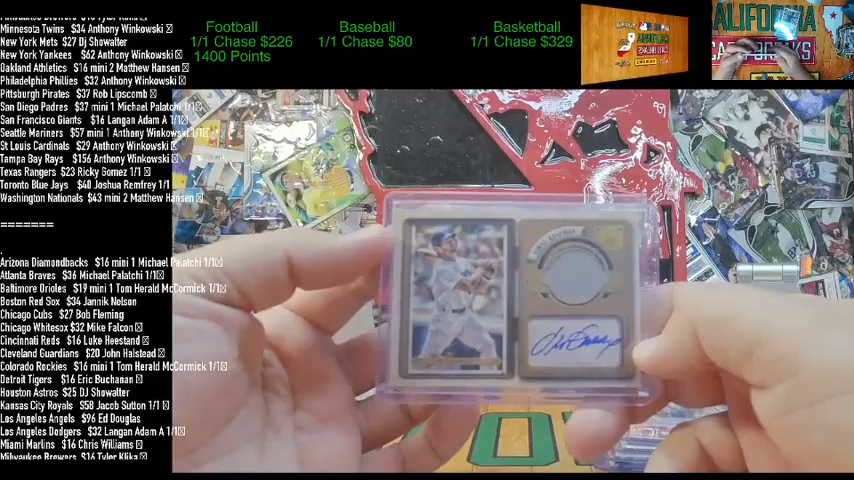 Minnesota Twins $34 Anthony Winkowski
New York Mets $27 Dj Showalter
New York Yankees $62 Anthony Winkowski
Oakland Athletics $16 mini 2 Matthew Hansen
Philadelphia Phillies $32 Anthony Winkowski
Pittsburgh Pirates $37 Rob Lipscomb
San Diego Padres $37 mini 1 Michael Palatchi 1/1
San Francisco Giants $16 Langan Adam A 1/1
Seattle Mariners $57 mini 1 Anthony Winkowski 1/1
St Louis Cardinals $29 Anthony Winkowski
Tampa Bay Rays $156 Anthony Winkowski
Texas Rangers $23 Ricky Gomez 1/1
Toronto Blue Jays $40 Joshua Remfrey 1/1
Washington Nationals $43 mini 2 Matthew Hansen
=======
.
Arizona Diamondbacks $16 mini 1 Michael Palatchi 1/1
Atlanta Braves $36 Michael Palatchi 1/1
Baltimore Orioles $19 mini 1 Tom Herald McCormick 1/1
Boston Red Sox $34 Jannik Nelson
Chicago Cubs $27 Bob Fleming
Chicago Whitesox $32 Mike Falcon
Cincinnati Reds $16 Luke Heestand
Cleveland Guardians $20 John Halstead
Colorado Rockies $16 mini 1 Tom Herald McCormick 1/1
Detroit Tigers $16 Eric Buchanan
Houston Astros $25 DJ Showalter
Kansas City Royals $58 Jacob Sutton 1/1
Los Angeles Angels $96 Ed Douglas
Los Angeles Dodgers $32 Langan Adam A 1/1
Miami Marlins $16 Chris Williams
Milwaukee Brewers $16 Tyler Klika
Football
1/1 Chase $226
1400 Points
Baseball
1/1 Chase $80
Basketball
1/1 Chase $329